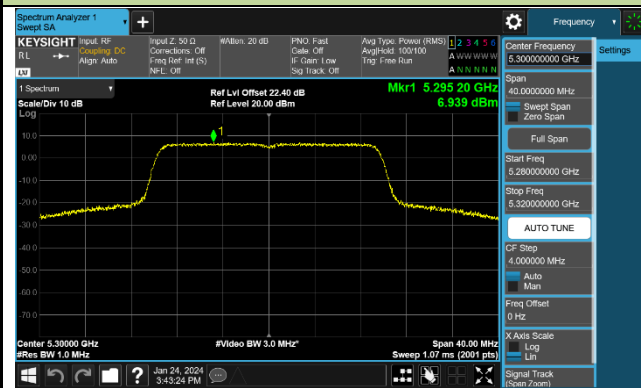 Spectrum Analyzer 1
Swept SA
Frequency
KEYSIGHT
Input: RF
Coupling: DC
Align: Auto
Input Z: 50 Ω
Corrections: Off
Freq Ref: Int (S)
NFE: Off
#Atten: 20 dB
PNO: Fast
Gate: Off
IF Gain: Low
Sig Track: Off
Avg Type: Power (RMS)
Avg|Hold: 100/100
Trig: Free Run
1 2 3 4 5 6
A W W W W W
A N N N N N
RL
LXI
Center Frequency
5.300000000 GHz
Settings
Span
40.0000000 MHz
Swept Span
Zero Span
Full Span
Start Freq
5.280000000 GHz
Stop Freq
5.320000000 GHz
AUTO TUNE
CF Step
4.000000 MHz
Auto
Man
Freq Offset
0 Hz
X Axis Scale
Log
Lin
Signal Track
(Span Zoom)
1 Spectrum
Scale/Div 10 dB
Log
Ref Lvl Offset 22.40 dB
Ref Level 20.00 dBm
Mkr1 5.295 20 GHz
6.939 dBm
1
10.0
0.00
-10.0
-20.0
-30.0
-40.0
-50.0
-60.0
-70.0
Center 5.30000 GHz
#Res BW 1.0 MHz
#Video BW 3.0 MHz*
Span 40.00 MHz
Sweep 1.07 ms (2001 pts)
Jan 24, 2024
3:43:24 PM